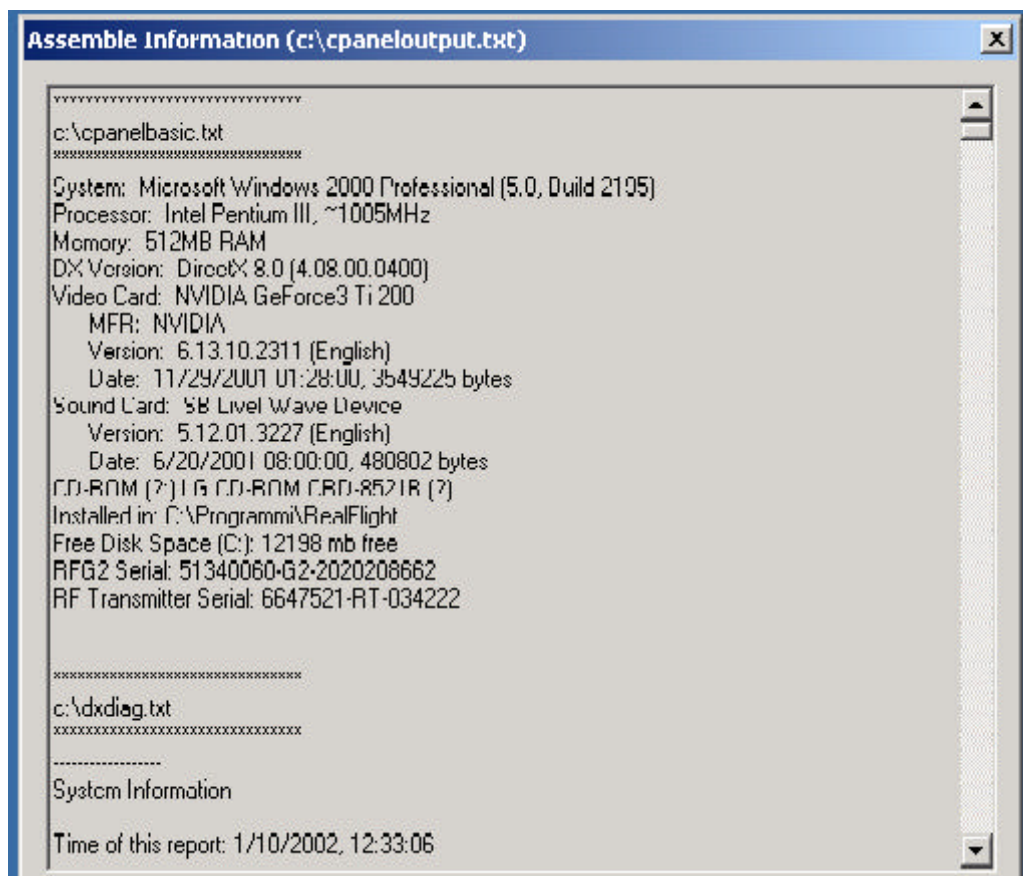 Assemble Information (c:\cpaneloutput.txt)
*******************************
c:\cpanelbasic.txt
*******************************
System: Microsoft Windows 2000 Professional (5.0, Build 2195)
Processor: Intel Pentium III, ~1005MHz
Memory: 512MB RAM
DX Version: DirectX 8.0 (4.08.00.0400)
Video Card: NVIDIA GeForce3 Ti 200
MFR: NVIDIA
Version: 6.13.10.2311 (English)
Date: 11/29/2001 01:28:00, 3549225 bytes
Sound Card: SB Live! Wave Device
Version: 5.12.01.3227 (English)
Date: 6/20/2001 08:00:00, 480802 bytes
CD-ROM (?:) LG CD-ROM CRD-8521B (?)
Installed in: C:\Programmi\RealFlight
Free Disk Space (C:): 12198 mb free
RFG2 Serial: 51340060-G2-2020208662
RF Transmitter Serial: 6647521-RT-034222
*******************************
c:\dxdiag.txt
*******************************
------------------
System Information
Time of this report: 1/10/2002, 12:33:06